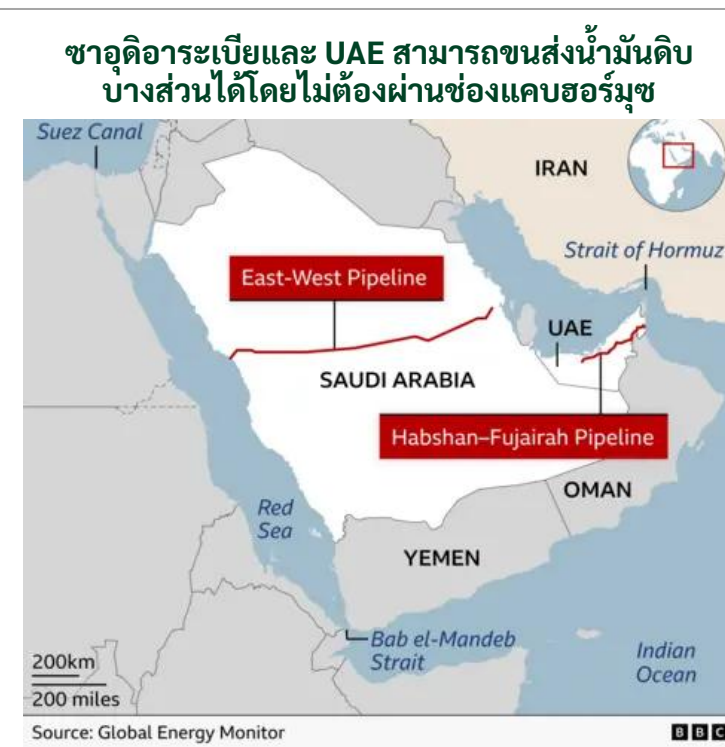 ซาอุดิอาระเบียและ UAE สามารถขนส่งน้ำมันดิบ
บางส่วนได้โดยไม่ต้องผ่านช่องแคบฮอร์มุซ
Suez Canal
IRAN
Strait of Hormuz
East-West Pipeline
UAE
SAUDI ARABIA
Habshan–Fujairah Pipeline
OMAN
Red
Sea
YEMEN
Bab el-Mandeb
Strait
Indian
Ocean
200km
200 miles
Source: Global Energy Monitor
BBC